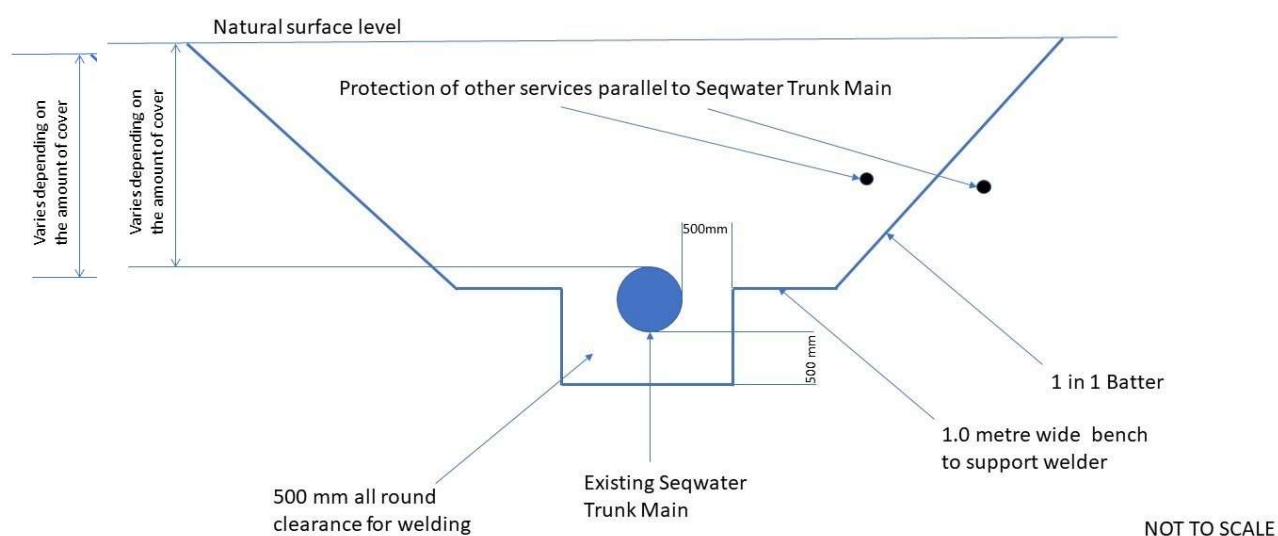 Natural surface level
Protection of other services parallel to Seqwater Trunk Main
Varies depending on
the amount of cover
Varies depending on
the amount of cover
500mm
500 mm
1 in 1 Batter
1.0 metre wide bench
to support welder
Existing Seqwater
Trunk Main
500 mm all round
clearance for welding
NOT TO SCALE